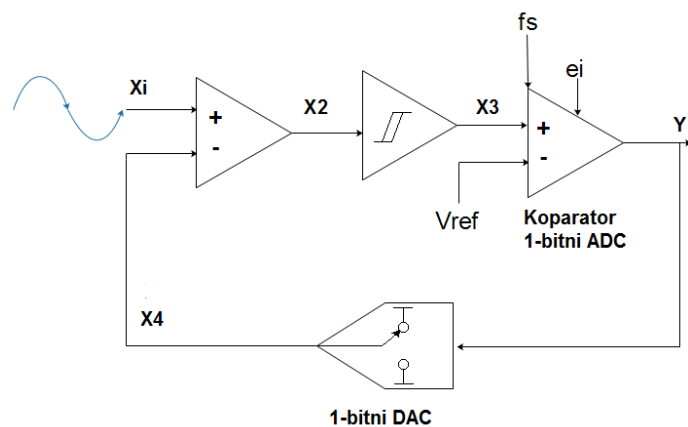 fs
ei
Xi
X2
X3
Y
+
-
+
-
Vref
Koparator
1-bitni ADC
X4
1-bitni DAC